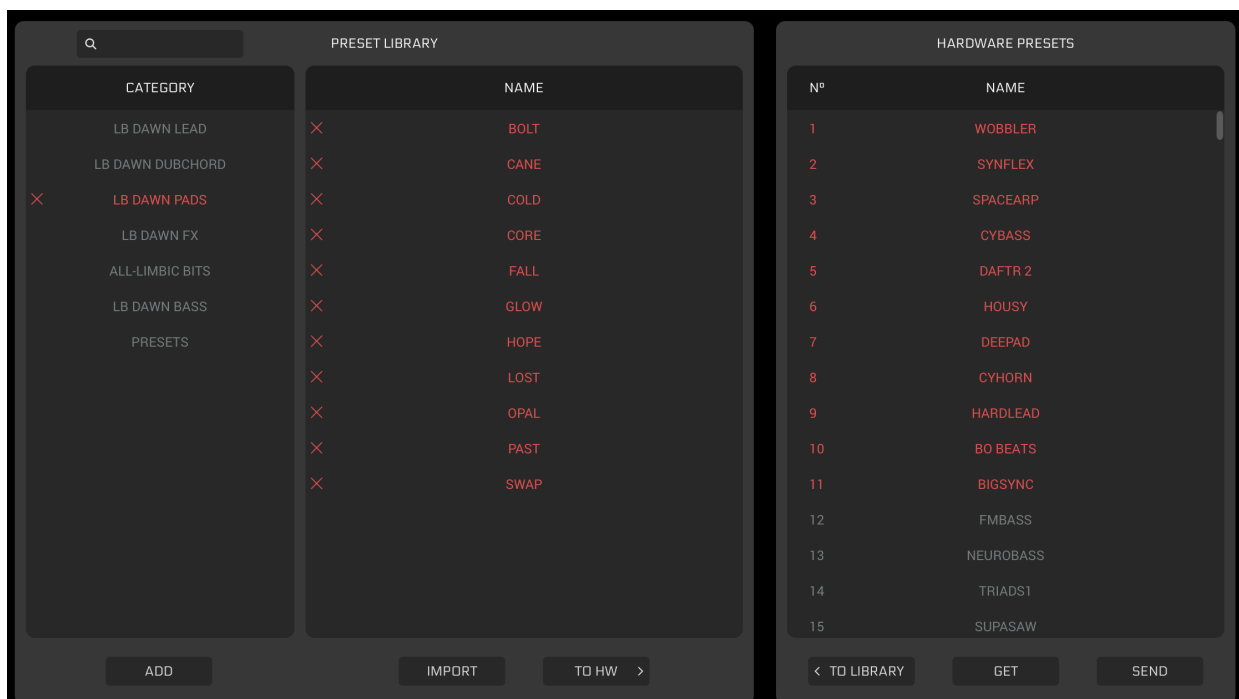 PRESET LIBRARY
CATEGORY
LB DAWN LEAD
LB DAWN DUBCHORD
LB DAWN PADS
LB DAWN FX
ALL-LIMBIC BITS
LB DAWN BASS
PRESETS
ADD
NAME
BOLT
CANE
COLD
CORE
FALL
GLOW
HOPE
LOST
OPAL
PAST
SWAP
IMPORT
TO HW >
HARDWARE PRESETS
Nº NAME
1 WOBBLER
2 SYNFLEX
3 SPACEARP
4 CYBASS
5 DAFTR 2
6 HOUSY
7 DEEPAD
8 CYHORN
9 HARDLEAD
10 BO BEATS
11 BIGSYNC
12 FMBASS
13 NEUROBASS
14 TRIADS1
15 SUPASAW
< TO LIBRARY
GET
SEND